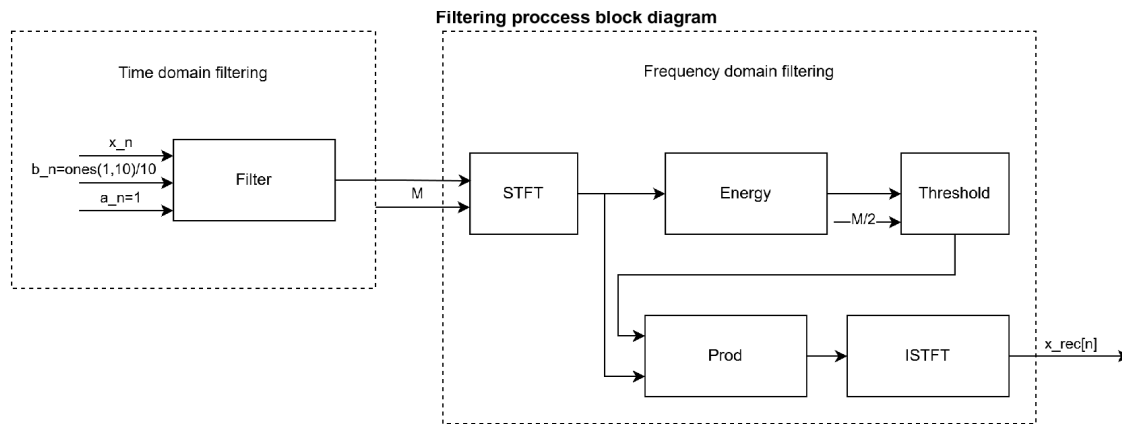 Filtering proccess block diagram
Time domain filtering
Frequency domain filtering
x_n
b_n=ones(1,10)/10
a_n=1
Filter
M
STFT
Energy
M/2
Threshold
Prod
ISTFT
x_rec[n]